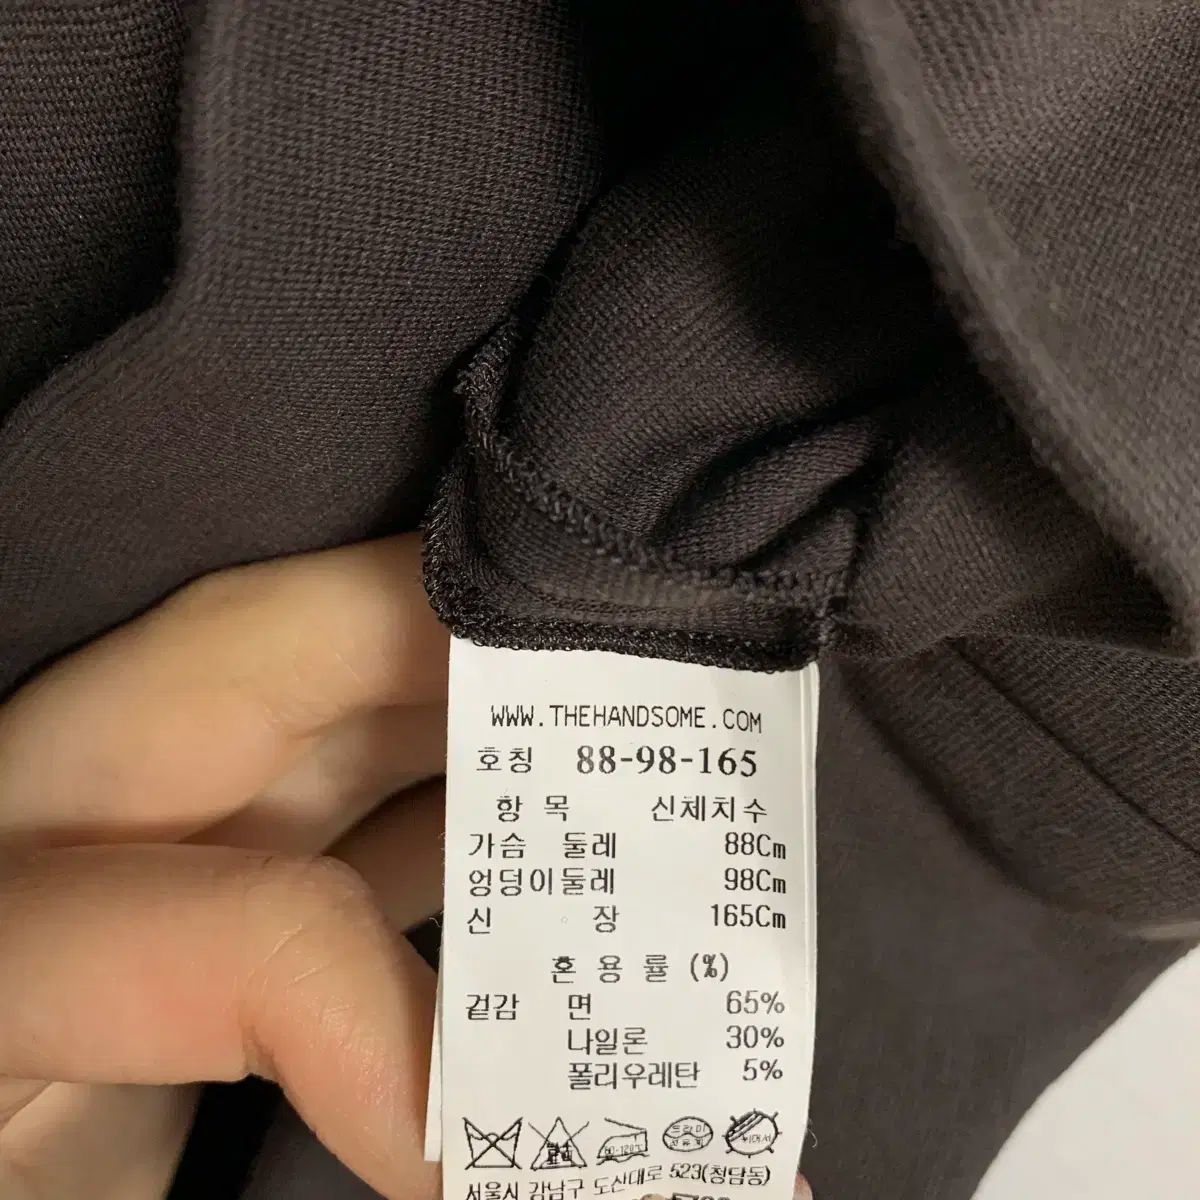 WWW.THEHANDSOME.COM
호칭 88-98-165
항 목 신체치수
가슴 둘레 88Cm
엉덩이둘레 98Cm
신 장 165Cm
혼 용 률 (%)
겉감 면 65%
나일론 30%
폴리우레탄 5%
드라이
서울시 강남구 도산대로 523(청담동)